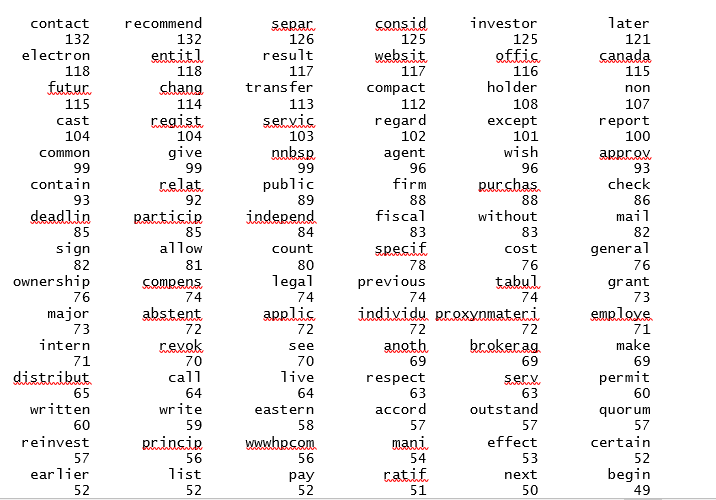 contact recommend separ consid investor later
132 132 126 125 125 121
electron entitl result websit offic canada
118 118 117 117 116 115
futur chang transfer compact holder non
115 114 113 112 108 107
cast regist servic regard except report
104 104 103 102 101 100
common give nnbsp agent wish approv
99 99 99 96 96 93
contain relat public firm purchas check
93 92 89 88 88 86
deadlin particip independ fiscal without mail
85 85 84 83 83 82
sign allow count specif cost general
82 81 80 78 76 76
ownership compens legal previous tabul grant
76 74 74 74 74 73
major abstent applic individu proxynmateri employe
73 72 72 72 72 71
intern revok see anoth brokerag make
71 70 70 69 69 69
distribut call live respect serv permit
65 64 64 63 63 60
written write eastern accord outstand quorum
60 59 58 57 57 57
reinvest princip wwwhpcom mani effect certain
57 56 56 54 53 52
earlier list pay ratif next begin
52 52 52 51 50 49